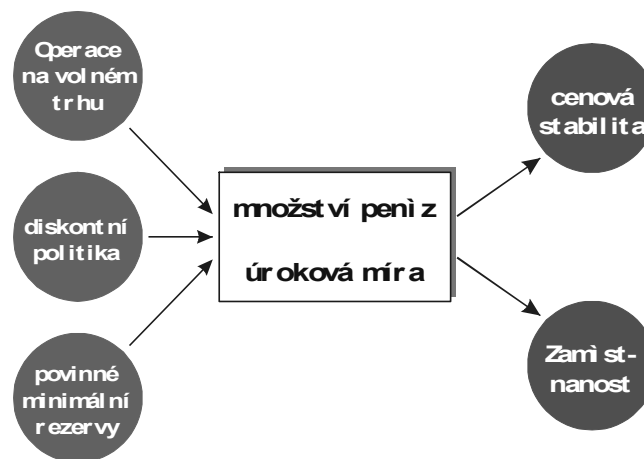 Operace
na volném
trhu
diskontní
politika
povinné
minimální
rezervy
množství penìz
úroková míra
cenová
stabilita
Zamìst-
nanost